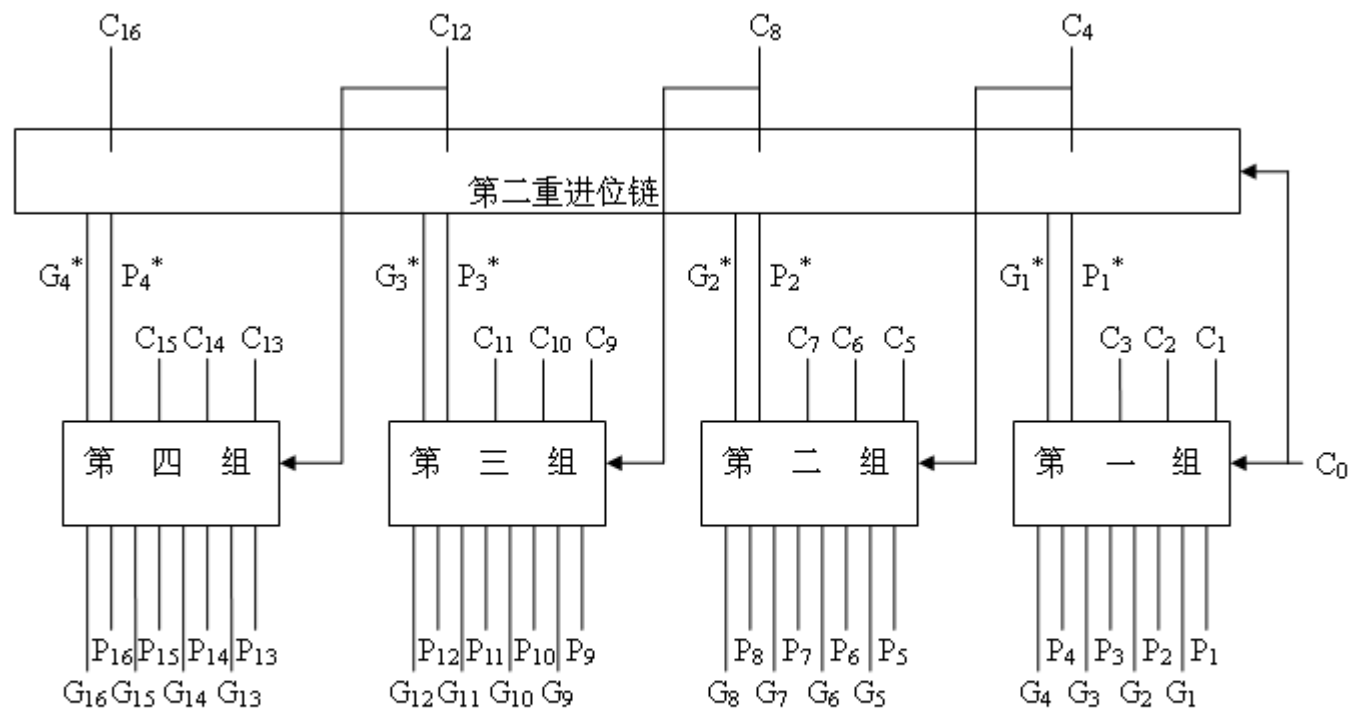 C₁₆ C₁₂ C₈ C₄
第二重进位链
G₄* P₄* G₃* P₃* G₂* P₂* G₁* P₁*
C₁₅ C₁₄ C₁₃ C₁₁ C₁₀ C₉ C₇ C₆ C₅ C₃ C₂ C₁
第 四 组 第 三 组 第 二 组 第 一 组 C₀
P₁₆ P₁₅ P₁₄ P₁₃ P₁₂ P₁₁ P₁₀ P₉ P₈ P₇ P₆ P₅ P₄ P₃ P₂ P₁
G₁₆ G₁₅ G₁₄ G₁₃ G₁₂ G₁₁ G₁₀ G₉ G₈ G₇ G₆ G₅ G₄ G₃ G₂ G₁